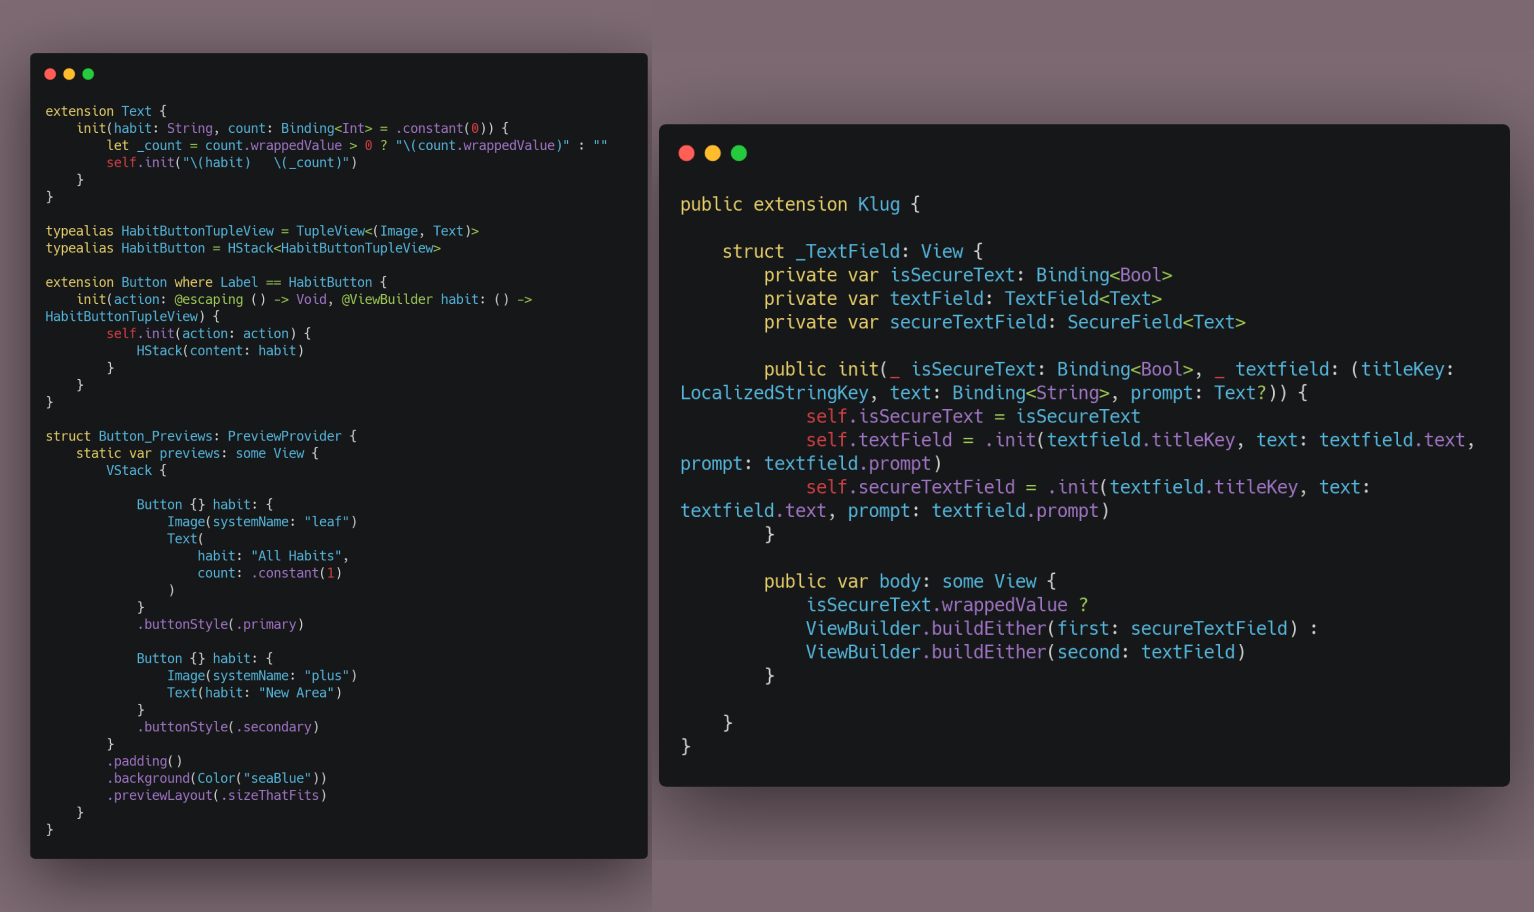 extension Text {
    init(habit: String, count: Binding<Int> = .constant(0)) {
        let _count = count.wrappedValue > 0 ? "\(count.wrappedValue)" : ""
        self.init("\(habit)   \(_count)")
    }
}

typealias HabitButtonTupleView = TupleView<(Image, Text)>
typealias HabitButton = HStack<HabitButtonTupleView>

extension Button where Label == HabitButton {
    init(action: @escaping () -> Void, @ViewBuilder habit: () ->
HabitButtonTupleView) {
        self.init(action: action) {
            HStack(content: habit)
        }
    }
}

struct Button_Previews: PreviewProvider {
    static var previews: some View {
        VStack {

            Button {} habit: {
                Image(systemName: "leaf")
                Text(
                    habit: "All Habits",
                    count: .constant(1)
                )
            }
            .buttonStyle(.primary)

            Button {} habit: {
                Image(systemName: "plus")
                Text(habit: "New Area")
            }
            .buttonStyle(.secondary)
        }
        .padding()
        .background(Color("seaBlue"))
        .previewLayout(.sizeThatFits)
    }
}

public extension Klug {

    struct _TextField: View {
        private var isSecureText: Binding<Bool>
        private var textField: TextField<Text>
        private var secureTextField: SecureField<Text>

        public init(_ isSecureText: Binding<Bool>, _ textfield: (titleKey:
LocalizedStringKey, text: Binding<String>, prompt: Text?)) {
            self.isSecureText = isSecureText
            self.textField = .init(textfield.titleKey, text: textfield.text,
prompt: textfield.prompt)
            self.secureTextField = .init(textfield.titleKey, text:
textfield.text, prompt: textfield.prompt)
        }

        public var body: some View {
            isSecureText.wrappedValue ?
            ViewBuilder.buildEither(first: secureTextField) :
            ViewBuilder.buildEither(second: textField)
        }

    }
}